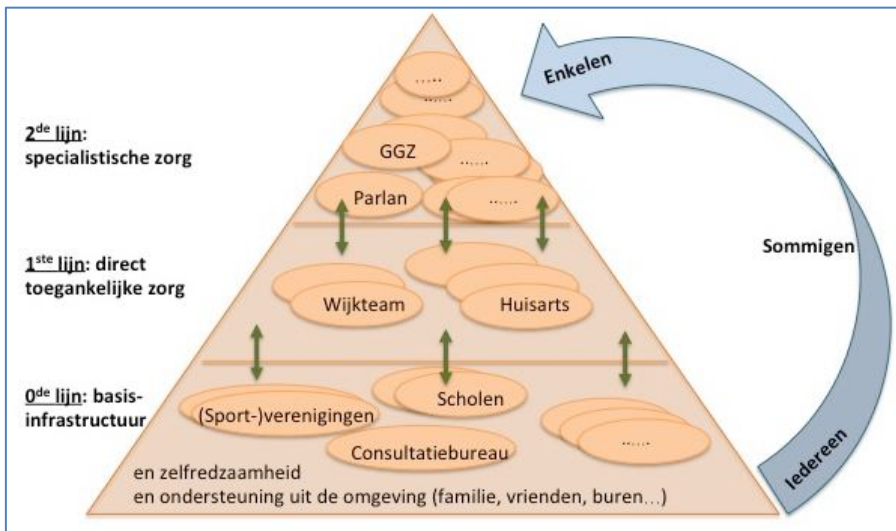 2de lijn:
specialistische zorg
1ste lijn: direct
toegankelijke zorg
0de lijn: basis-
infrastructuur
…..
…….
GGZ
…….
Parlan
…….
Wijkteam
Huisarts
(Sport-)verenigingen
Scholen
…….
Consultatiebureau
en zelfredzaamheid
en ondersteuning uit de omgeving (familie, vrienden, buren…)
Enkelen
Sommigen
Iedereen